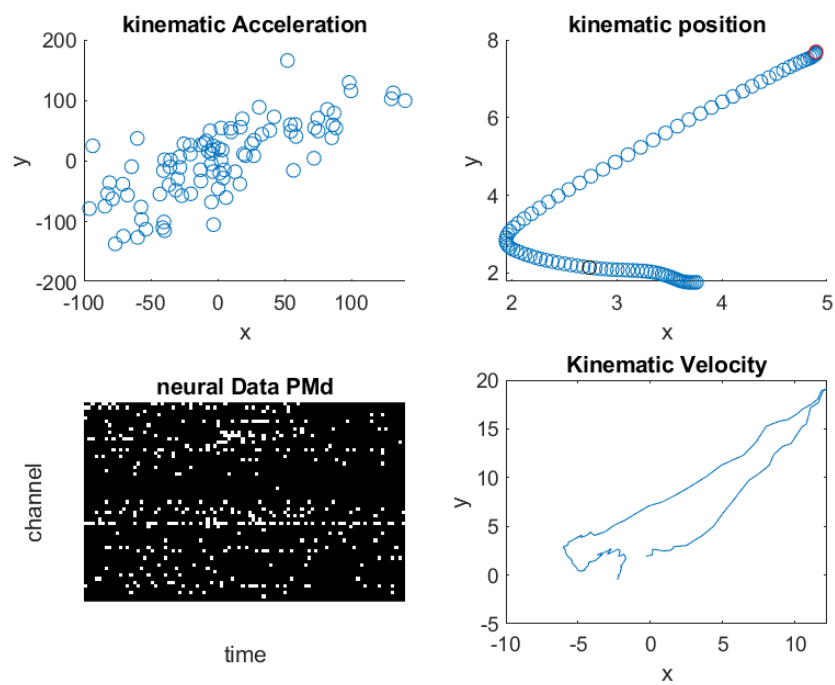 kinematic Acceleration
200
100
0
-100
-200
y
-100
-50
0
50
100
x
kinematic position
8
6
4
2
y
2
3
4
5
x
neural Data PMd
channel
time
Kinematic Velocity
20
15
10
5
0
-5
y
-10
-5
0
5
10
x